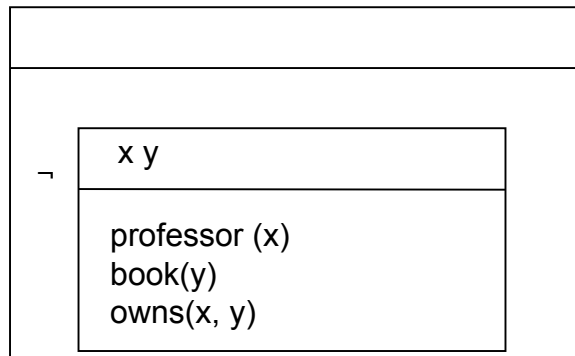 x y
¬
professor (x)
book(y)
owns(x, y)